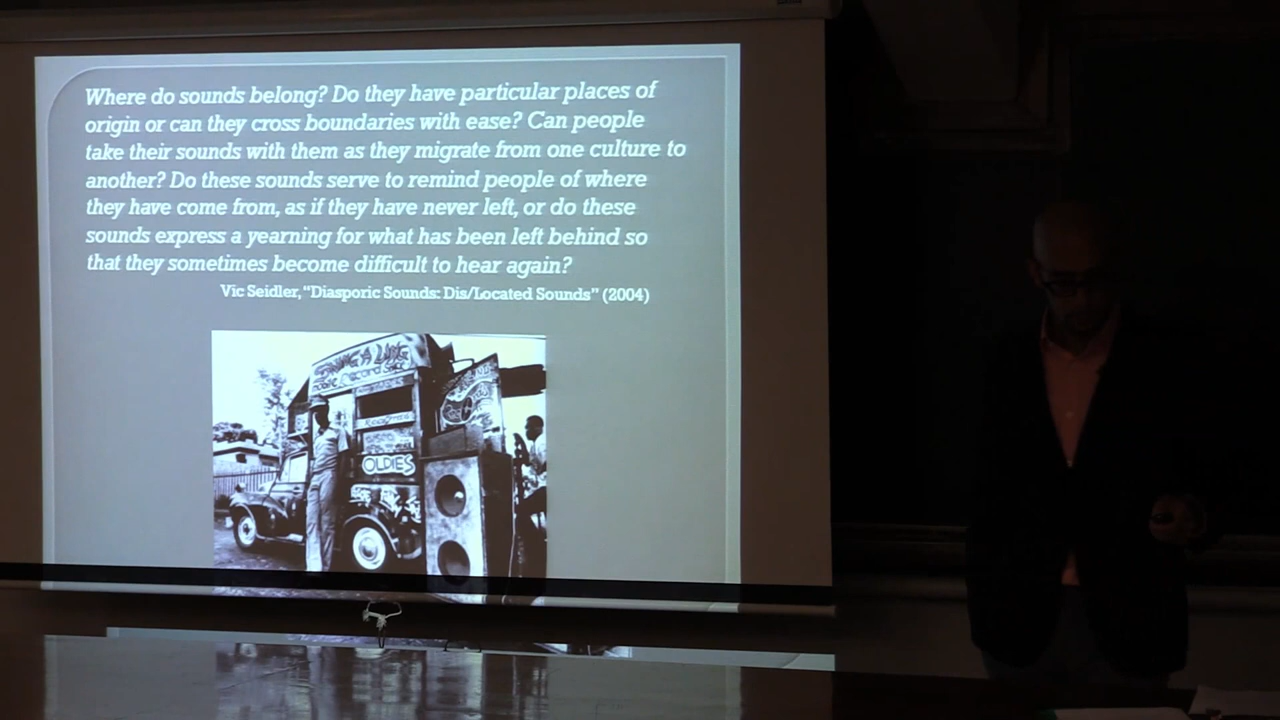 Where do sounds belong? Do they have particular places of
origin or can they cross boundaries with ease? Can people
take their sounds with them as they migrate from one culture to
another? Do these sounds serve to remind people of where
they have come from, as if they have never left, or do these
sounds express a yearning for what has been left behind so
that they sometimes become difficult to hear again?
Vic Seidler, "Diasporic Sounds: Dis/Located Sounds" (2004)
OLDIES